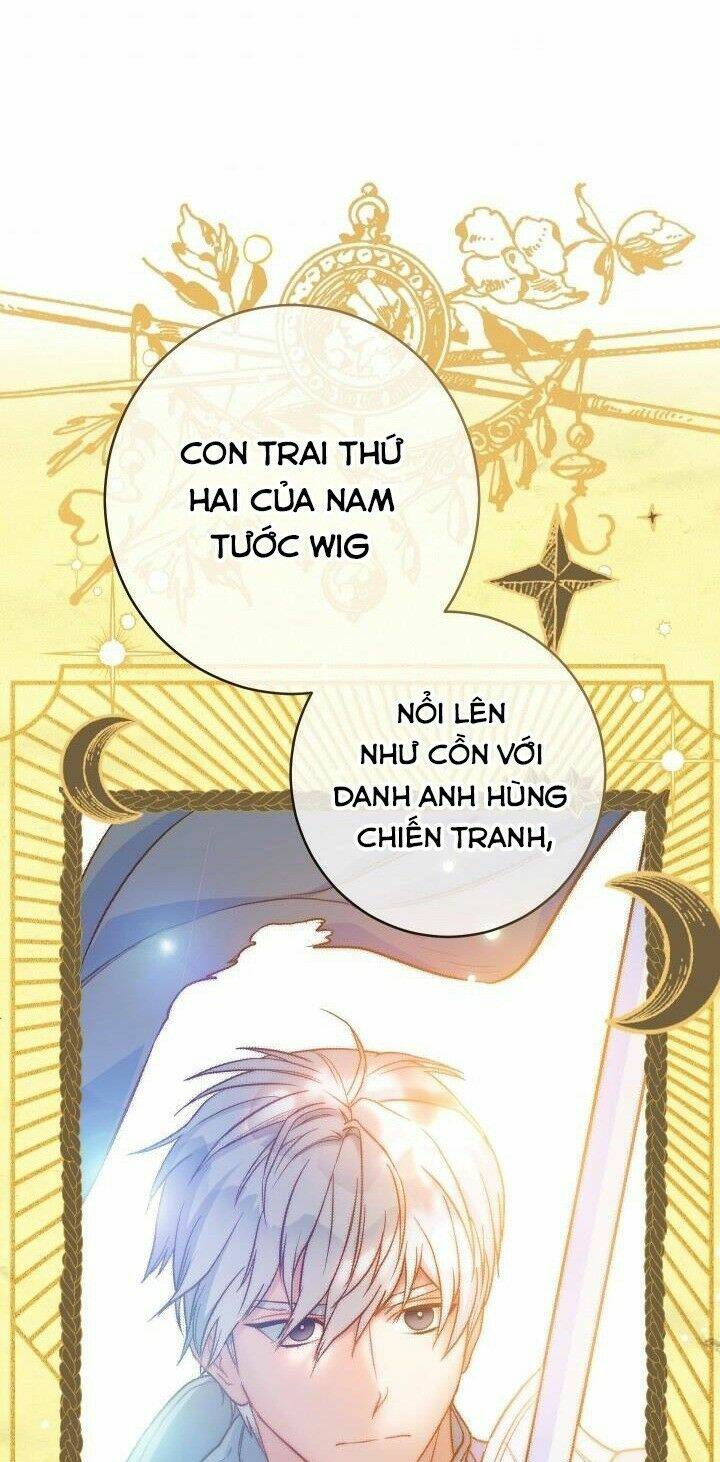 CON TRAI THỨ
HAI CỦA NAM
TƯỚC WIG
NỔI LÊN
NHƯ CỒN VỚI
DANH ANH HÙNG
CHIẾN TRANH,